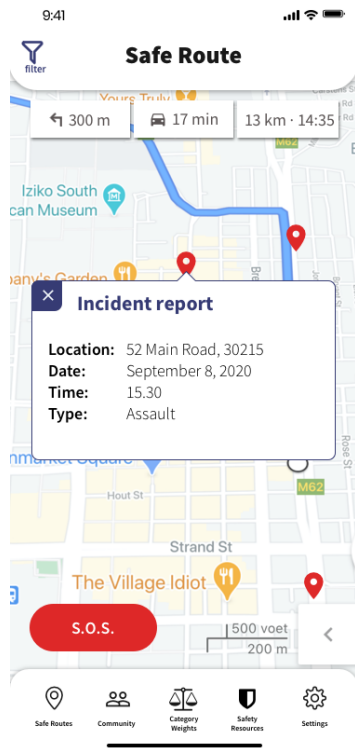 9:41
filter
Safe Route
Yours Truly
300 m
17 min
13 km · 14:35
M62
Iziko South
can Museum
pany's Garden
Incident report
Location: 52 Main Road, 30215
Date: September 8, 2020
Time: 15.30
Type: Assault
nmarket Square
Rose St
M62
Hout St
Strand St
The Village Idiot
S.O.S.
500 voet
200 m
Safe Routes
Community
Category
Weights
Safety
Resources
Settings